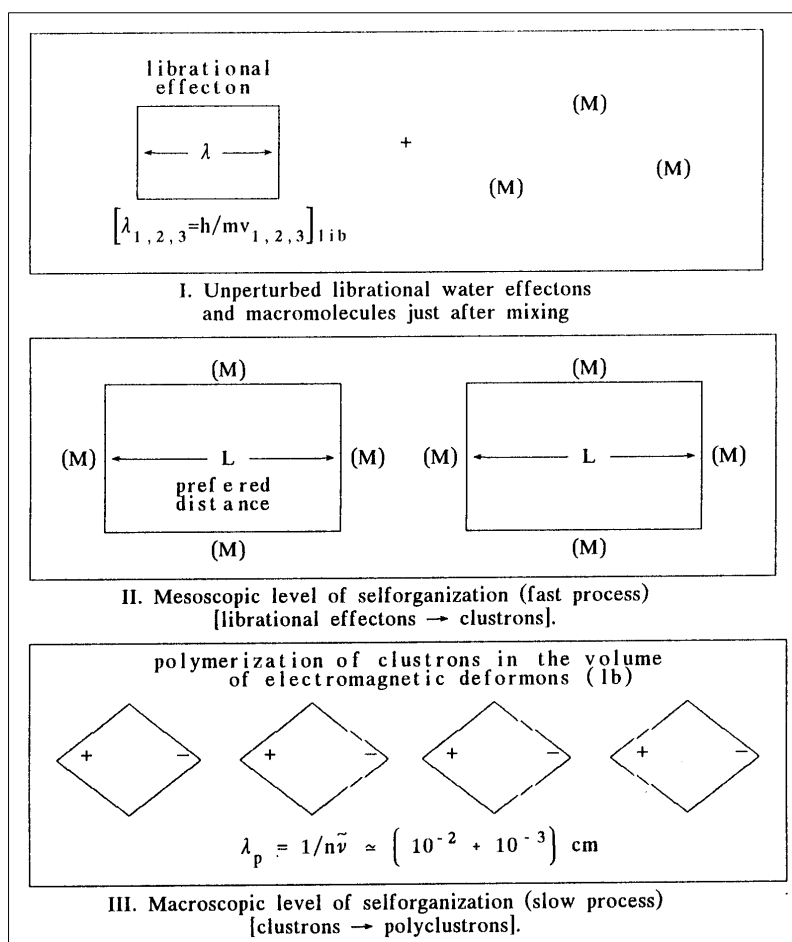 librational
effecton
← λ →
+
(M)
(M)
(M)
[λ1,2,3=h/mv1,2,3]lib
I. Unperturbed librational water effectons
and macromolecules just after mixing
(M) (M)
(M) ← L → (M) (M) ← L → (M)
prefered
distance
(M) (M)
II. Mesoscopic level of selforganization (fast process)
[librational effectons → clustrons].
polymerization of clustrons in the volume
of electromagnetic deformons (lb)
+ − + − + − + −
λp = 1/nν̃ ≃ ( 10-2 + 10-3 ) cm
III. Macroscopic level of selforganization (slow process)
[clustrons → polyclustrons].